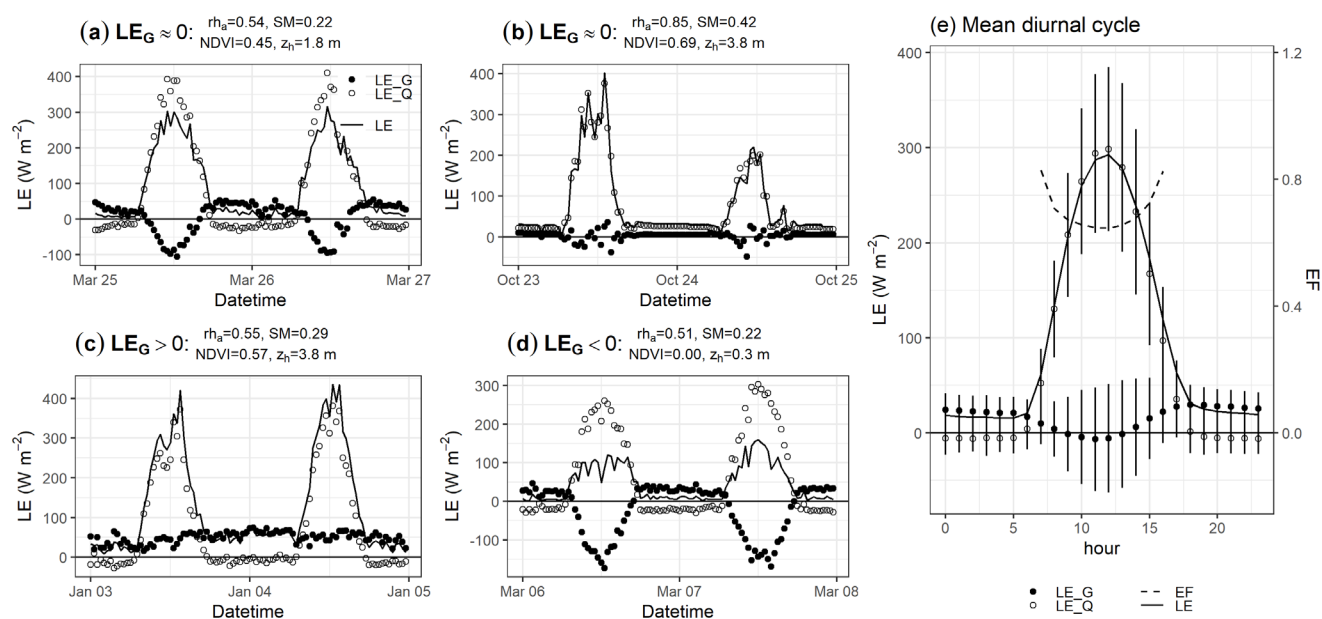 (a) LE_G ≈ 0: rh_a=0.54, SM=0.22
NDVI=0.45, z_h=1.8 m
400
300
200
100
0
-100
LE (W m⁻²)
LE_G
LE_Q
LE
Mar 25
Mar 26
Mar 27
Datetime
(b) LE_G ≈ 0: rh_a=0.85, SM=0.42
NDVI=0.69, z_h=3.8 m
400
300
200
100
0
LE (W m⁻²)
Oct 23
Oct 24
Oct 25
Datetime
(c) LE_G > 0: rh_a=0.55, SM=0.29
NDVI=0.57, z_h=3.8 m
400
300
200
100
0
LE (W m⁻²)
Jan 03
Jan 04
Jan 05
Datetime
(d) LE_G < 0: rh_a=0.51, SM=0.22
NDVI=0.00, z_h=0.3 m
300
200
100
0
-100
LE (W m⁻²)
Mar 06
Mar 07
Mar 08
Datetime
(e) Mean diurnal cycle
400
300
200
100
0
LE (W m⁻²)
1.2
0.8
0.4
0.0
EF
0
5
10
15
20
hour
LE_G
EF
LE_Q
LE